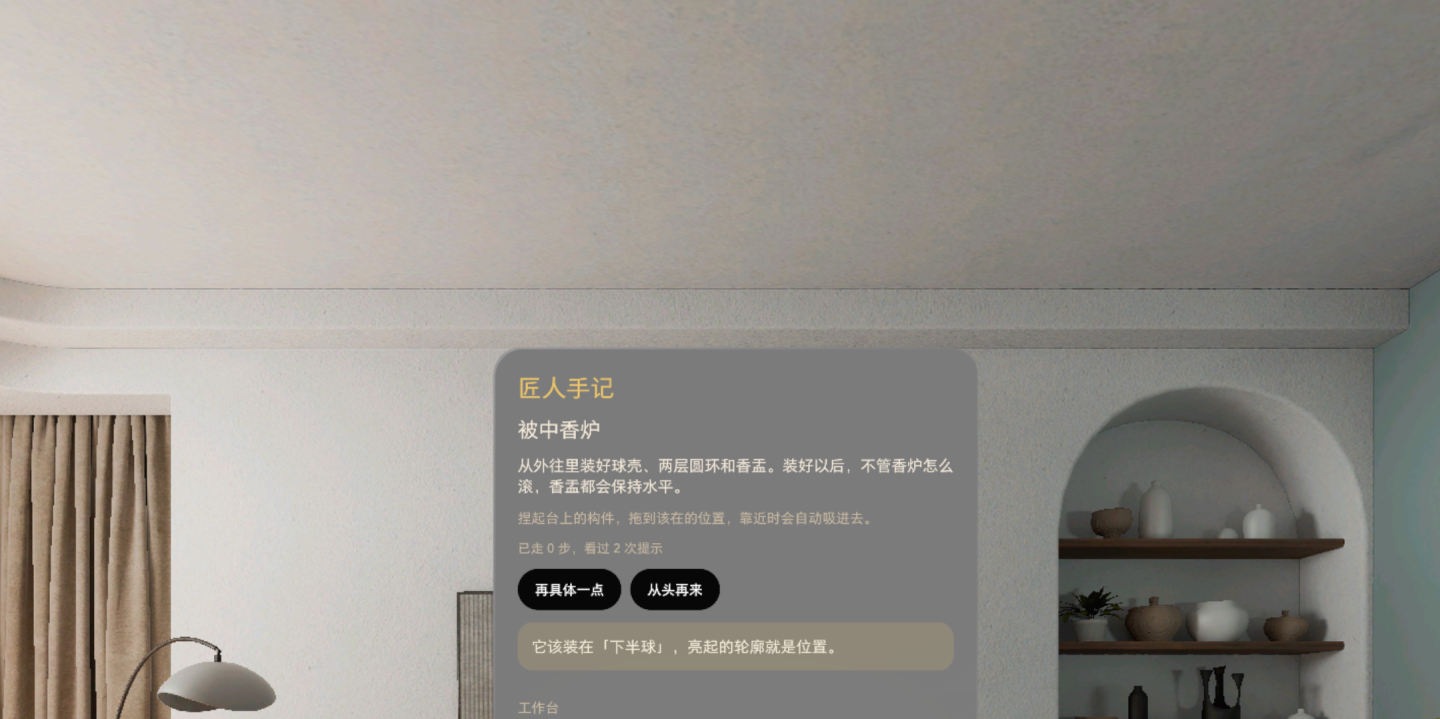 匠人手记
被中香炉
从外往里装好球壳、两层圆环和香盂。装好以后，不管香炉怎么
滚，香盂都会保持水平。
捏起台上的构件，拖到该在的位置，靠近时会自动吸进去。
已走 0 步，看过 2 次提示
再具体一点
从头再来
它该装在「下半球」，亮起的轮廓就是位置。
工作台